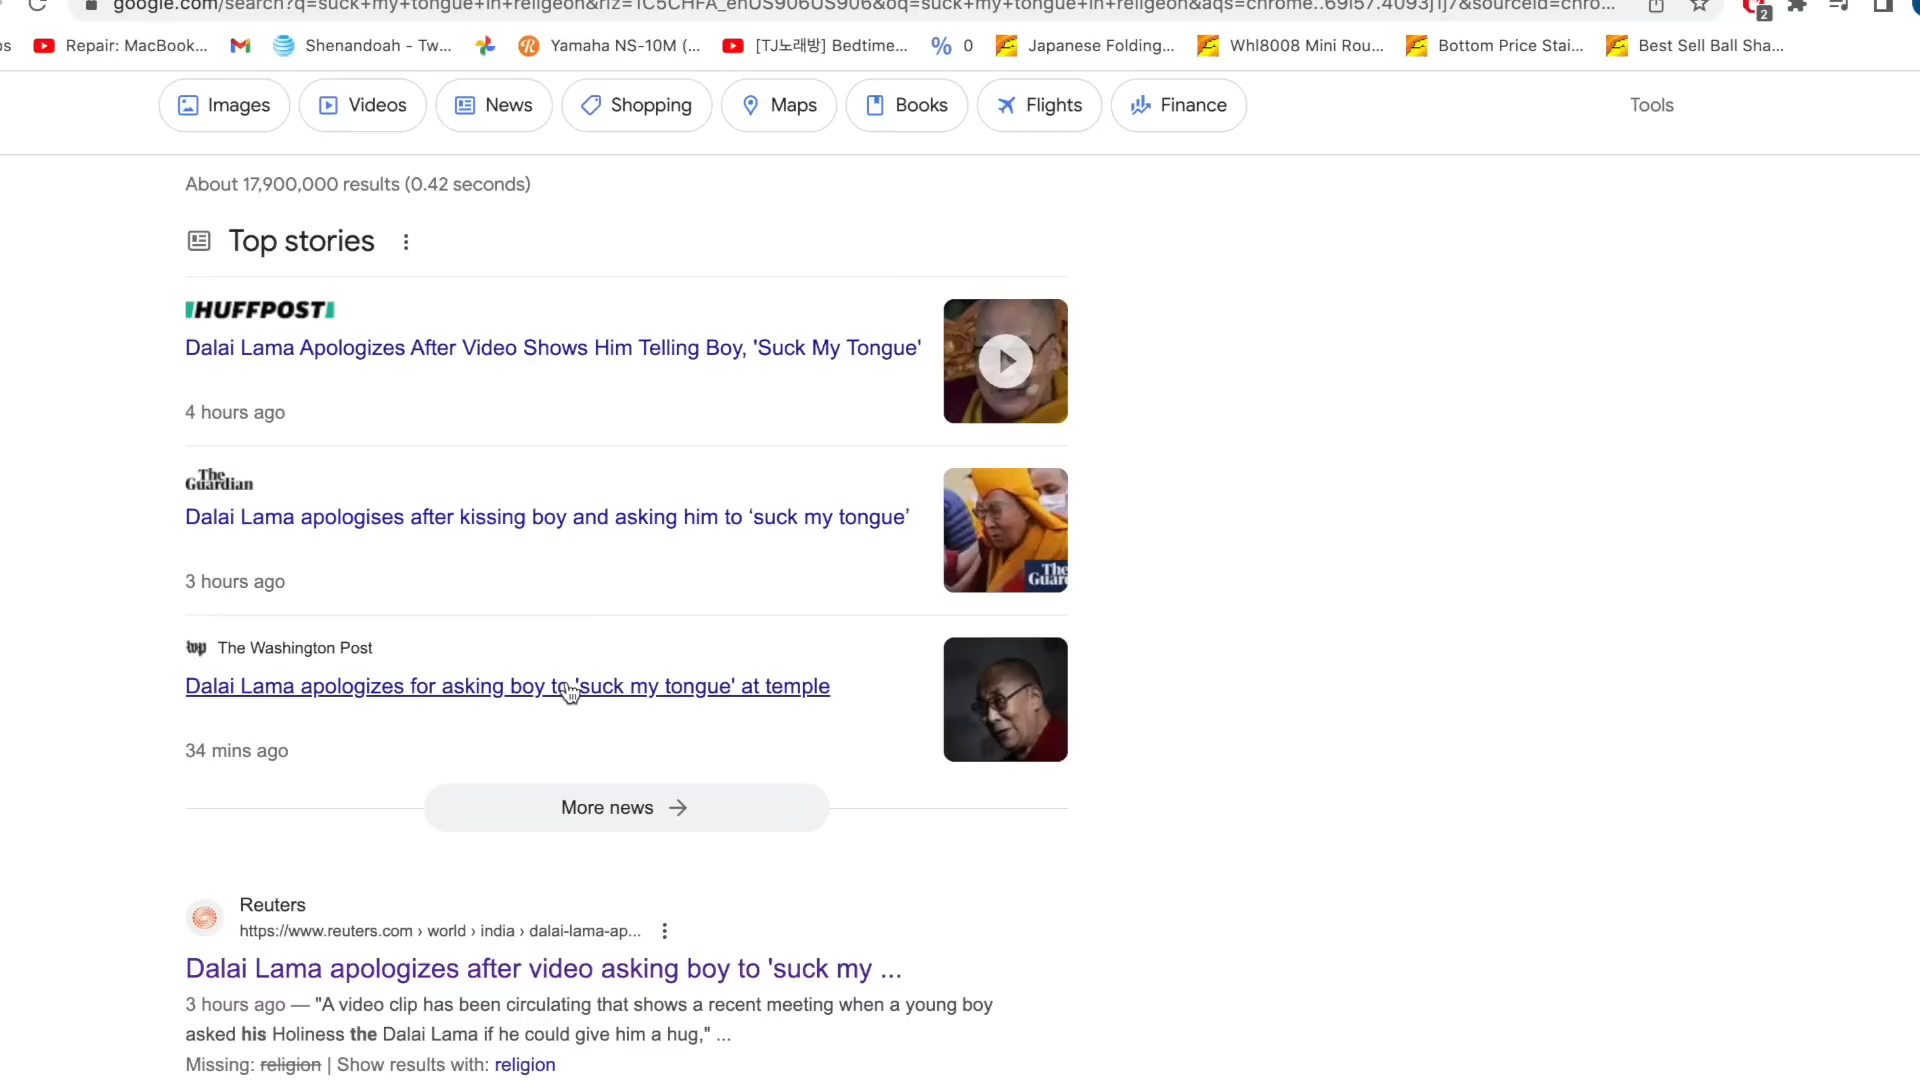 google.com/search?q=suck+my+tongue+in+religeon&rlz=1C5CHFA_enUS906US906&oq=suck+my+tongue+in+religeon&aqs=chrome..69i57.4093j1j7&sourceid=chro...
2
Repair: MacBook...
Shenandoah - Tw...
Yamaha NS-10M (...
[TJ노래방] Bedtime...
% 0
Japanese Folding...
Whl8008 Mini Rou...
Bottom Price Stai...
Best Sell Ball Sha...
Images
Videos
News
Shopping
Maps
Books
Flights
Finance
Tools
About 17,900,000 results (0.42 seconds)
Top stories
HUFFPOST
Dalai Lama Apologizes After Video Shows Him Telling Boy, 'Suck My Tongue'
4 hours ago
The
Guardian
Dalai Lama apologises after kissing boy and asking him to ‘suck my tongue’
3 hours ago
The
Guar
wp The Washington Post
Dalai Lama apologizes for asking boy to 'suck my tongue' at temple
34 mins ago
More news
Reuters
https://www.reuters.com › world › india › dalai-lama-ap...
Dalai Lama apologizes after video asking boy to 'suck my ...
3 hours ago — "A video clip has been circulating that shows a recent meeting when a young boy
asked his Holiness the Dalai Lama if he could give him a hug," ...
Missing: religion | Show results with: religion